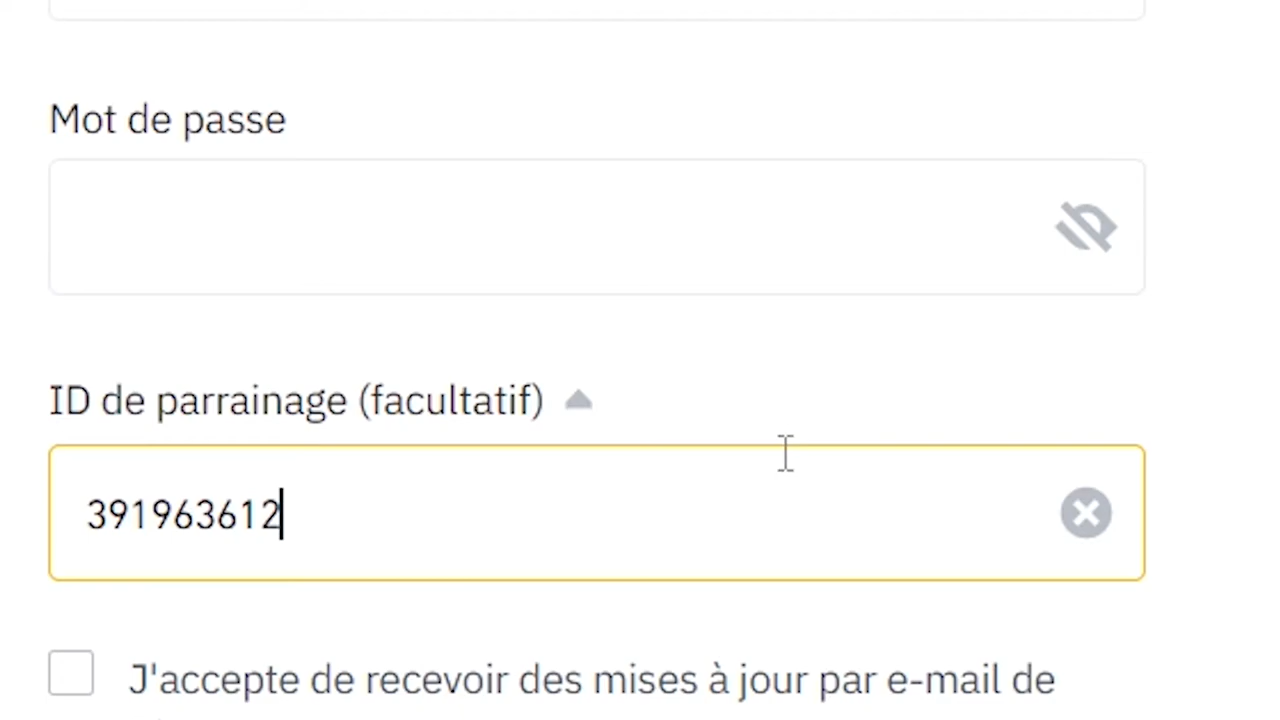 Mot de passe
ID de parrainage (facultatif)
391963612
J'accepte de recevoir des mises à jour par e-mail de